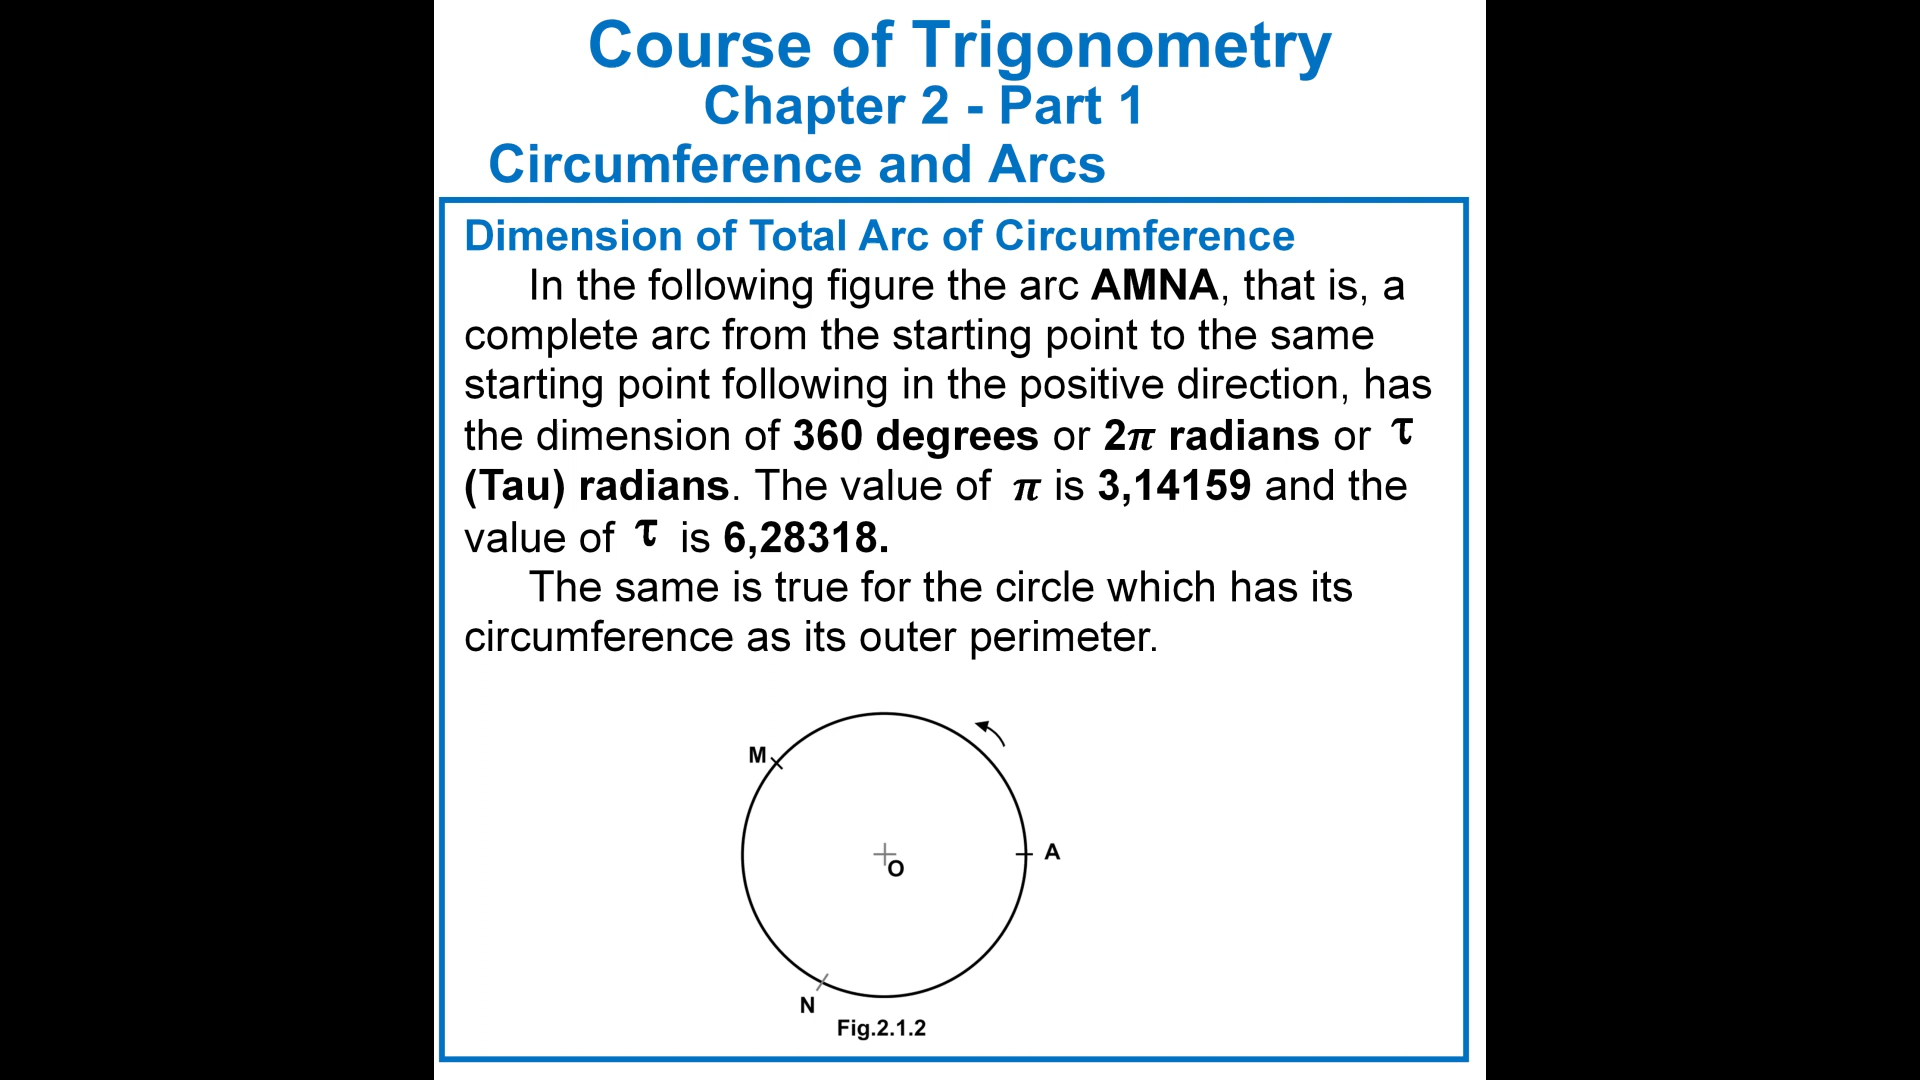 Course of Trigonometry
Chapter 2 - Part 1
Circumference and Arcs
Dimension of Total Arc of Circumference
In the following figure the arc AMNA, that is, a
complete arc from the starting point to the same
starting point following in the positive direction, has
the dimension of 360 degrees or 2π radians or τ
(Tau) radians. The value of π is 3,14159 and the
value of τ is 6,28318.
The same is true for the circle which has its
circumference as its outer perimeter.
M
A
O
N
Fig.2.1.2